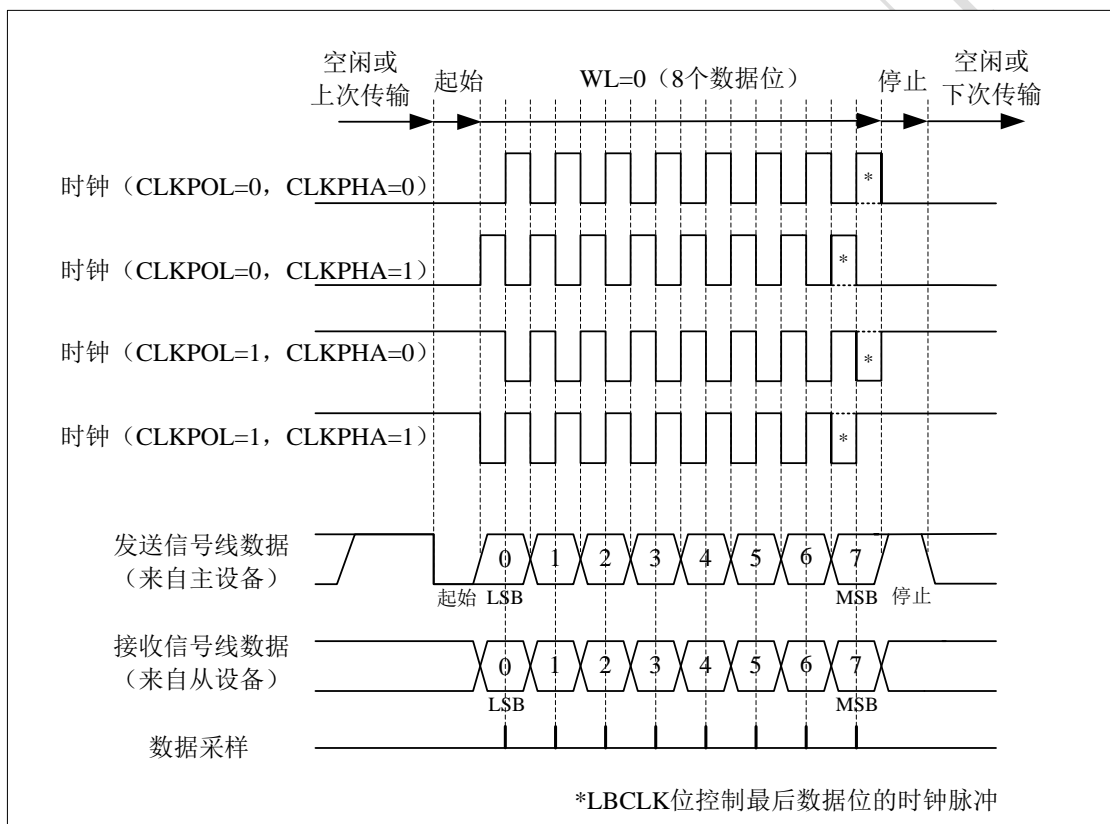 空闲或
上次传输
起始
WL=0（8个数据位）
停止
空闲或
下次传输
时钟（CLKPOL=0，CLKPHA=0）
*
时钟（CLKPOL=0，CLKPHA=1）
*
时钟（CLKPOL=1，CLKPHA=0）
*
时钟（CLKPOL=1，CLKPHA=1）
*
发送信号线数据
（来自主设备）
0 1 2 3 4 5 6 7
起始 LSB MSB 停止
接收信号线数据
（来自从设备）
0 1 2 3 4 5 6 7
LSB MSB
数据采样
*LBCLK位控制最后数据位的时钟脉冲